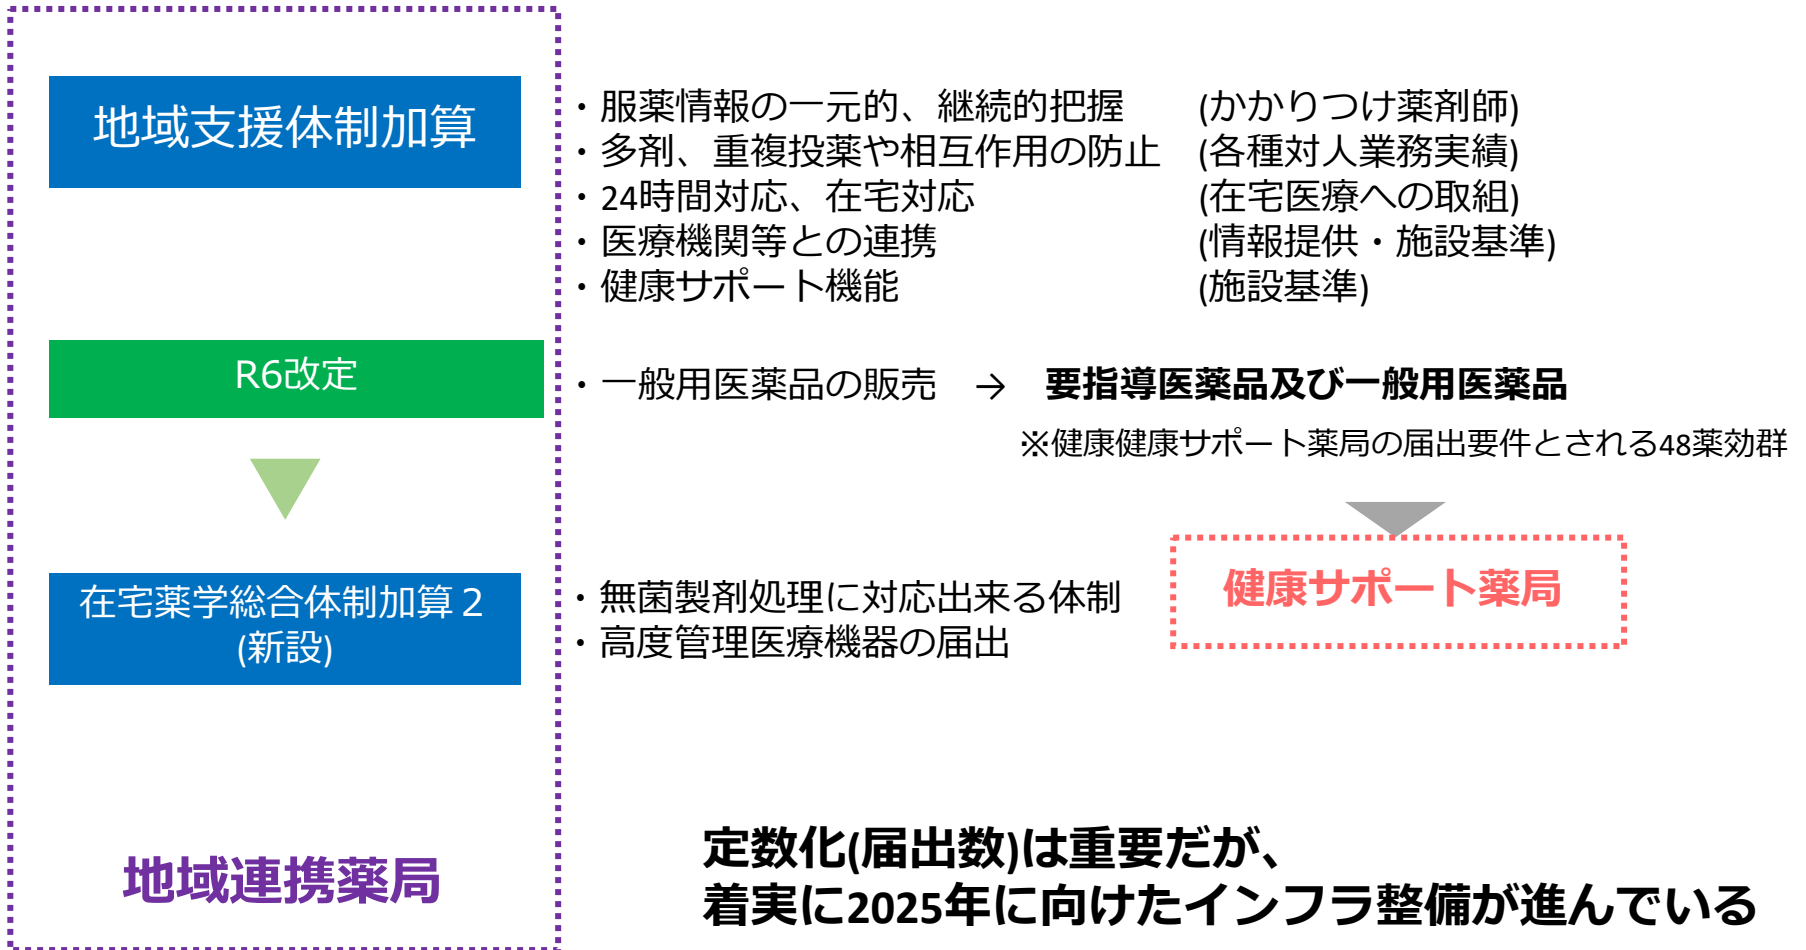 地域支援体制加算
・服薬情報の一元的、継続的把握 (かかりつけ薬剤師)
・多剤、重複投薬や相互作用の防止 (各種対人業務実績)
・24時間対応、在宅対応 (在宅医療への取組)
・医療機関等との連携 (情報提供・施設基準)
・健康サポート機能 (施設基準)
R6改定
・一般用医薬品の販売 → 要指導医薬品及び一般用医薬品
※健康健康サポート薬局の届出要件とされる48薬効群
在宅薬学総合体制加算２
(新設)
・無菌製剤処理に対応出来る体制
・高度管理医療機器の届出
健康サポート薬局
地域連携薬局
定数化(届出数)は重要だが、
着実に2025年に向けたインフラ整備が進んでいる